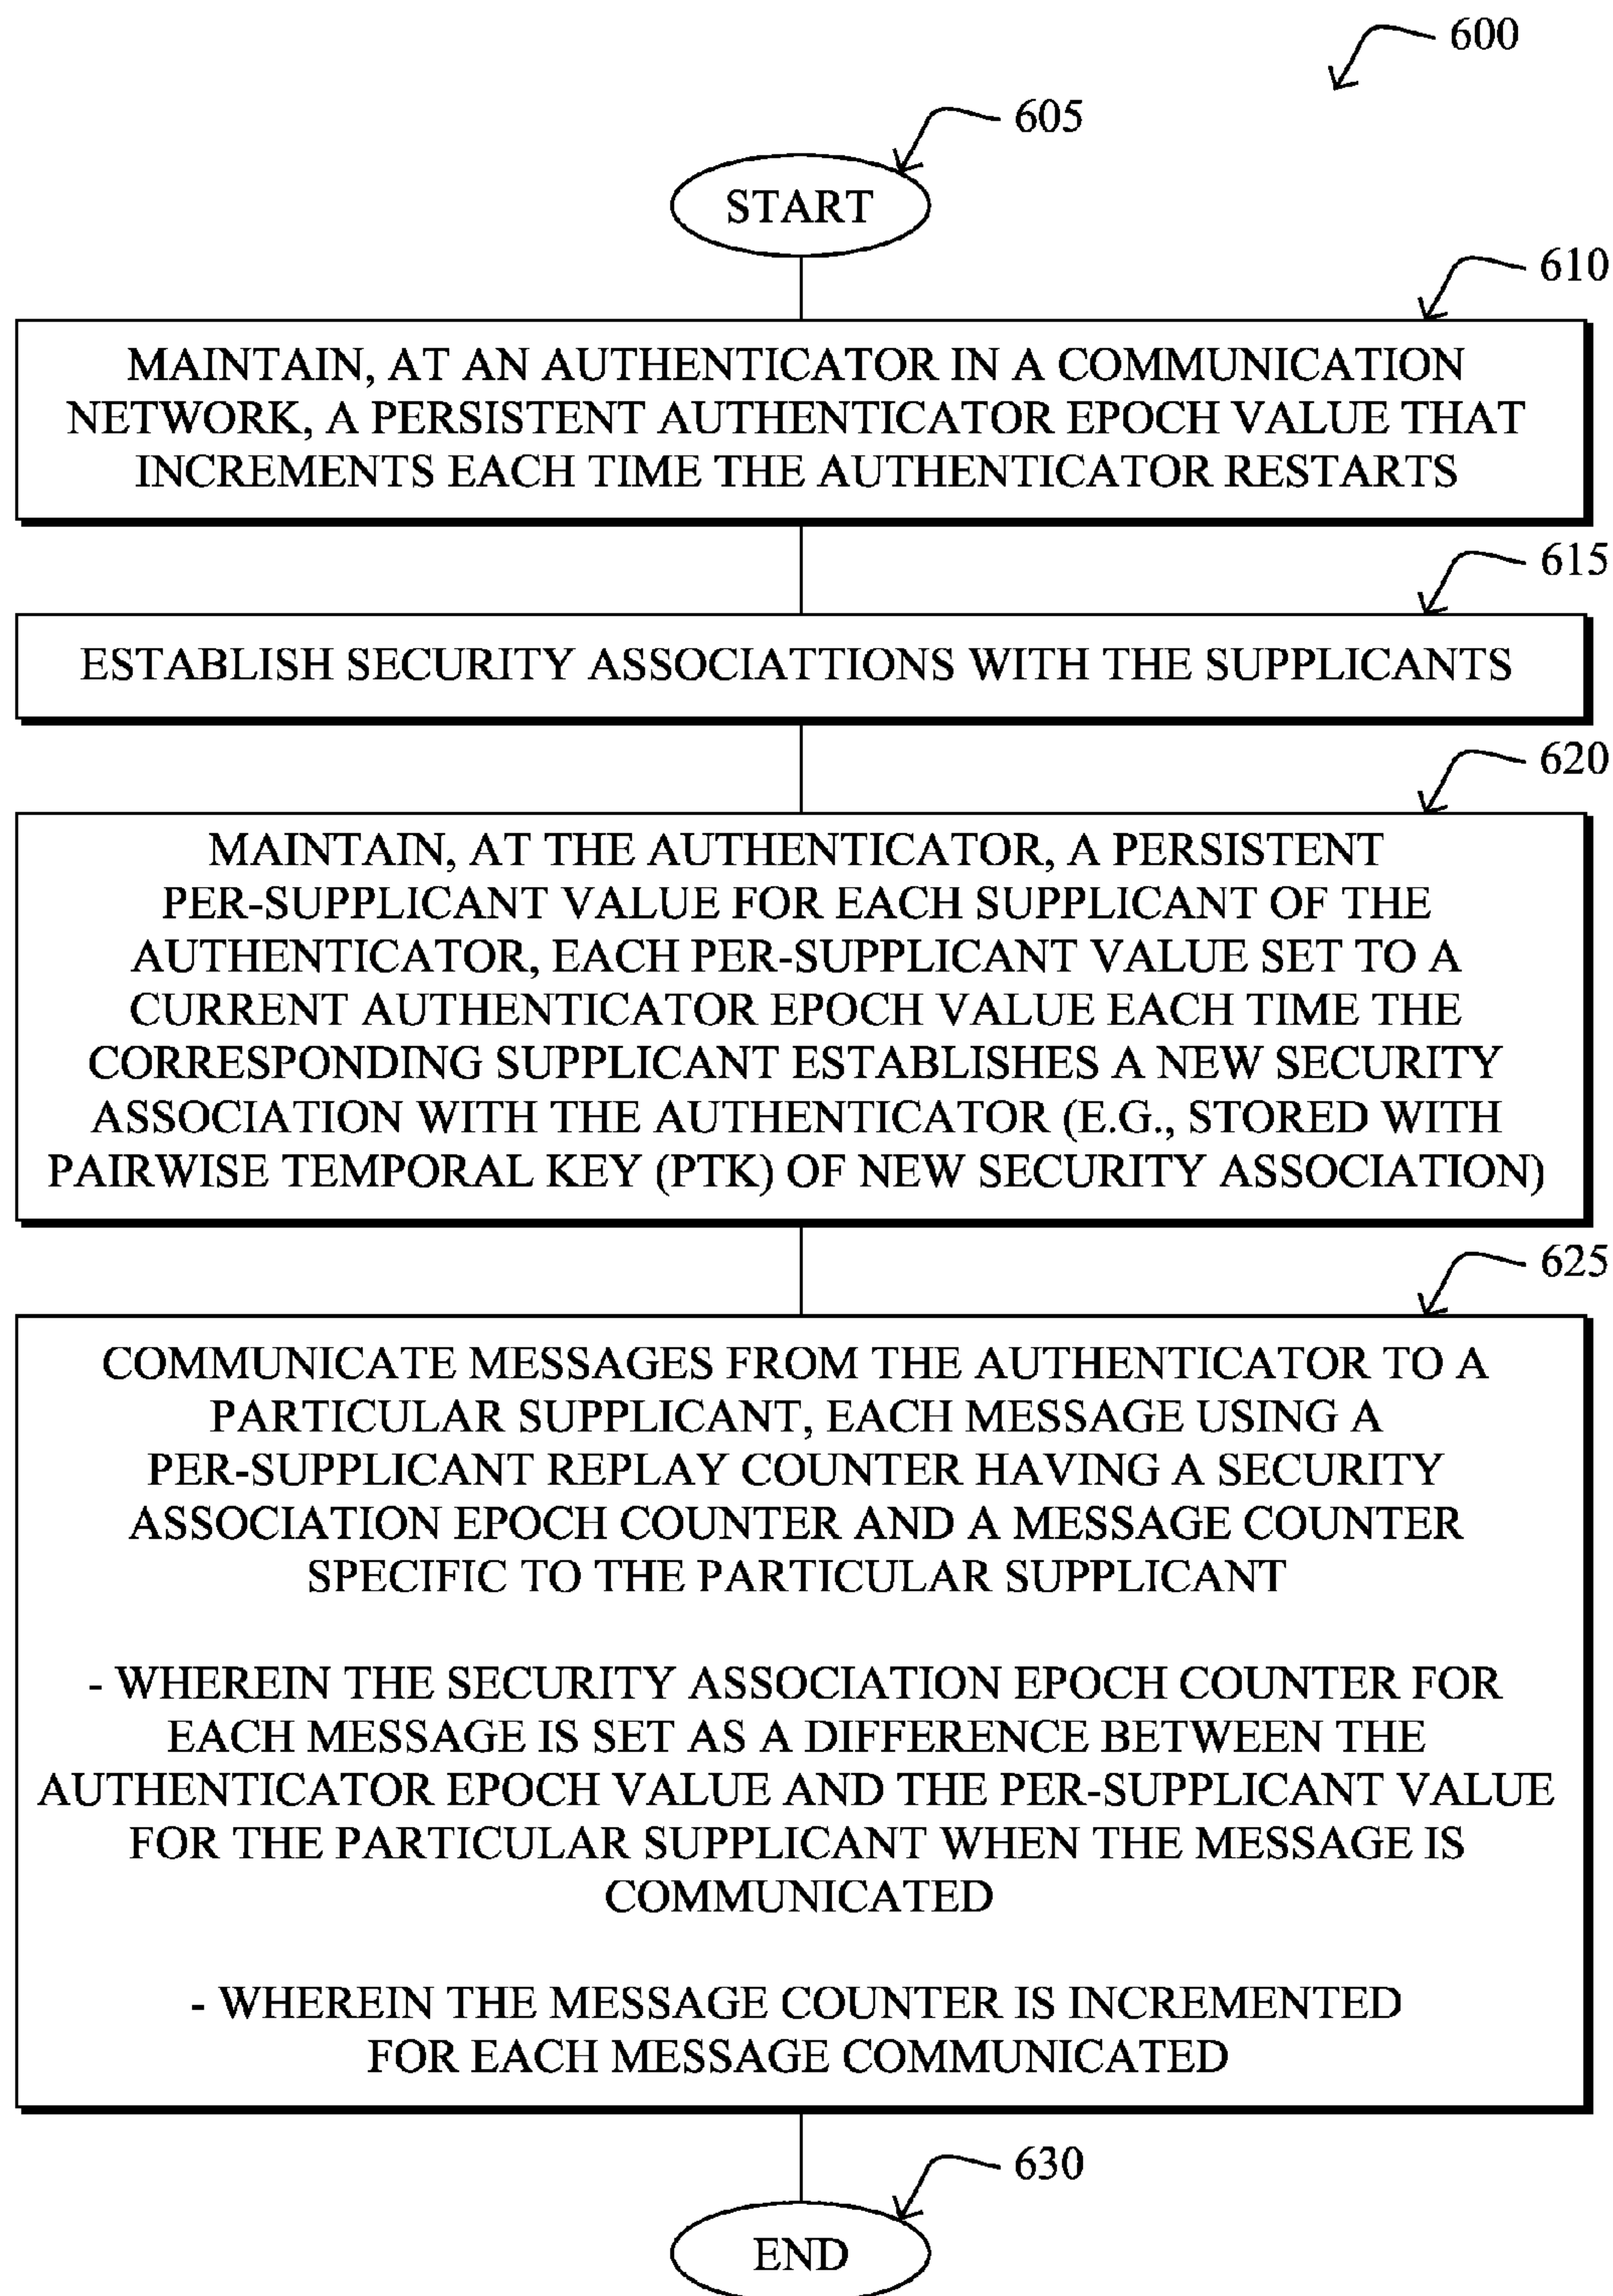 600
605
START
610
MAINTAIN, AT AN AUTHENTICATOR IN A COMMUNICATION
NETWORK, A PERSISTENT AUTHENTICATOR EPOCH VALUE THAT
INCREMENTS EACH TIME THE AUTHENTICATOR RESTARTS
615
ESTABLISH SECURITY ASSOCIATTIONS WITH THE SUPPLICANTS
620
MAINTAIN, AT THE AUTHENTICATOR, A PERSISTENT
PER-SUPPLICANT VALUE FOR EACH SUPPLICANT OF THE
AUTHENTICATOR, EACH PER-SUPPLICANT VALUE SET TO A
CURRENT AUTHENTICATOR EPOCH VALUE EACH TIME THE
CORRESPONDING SUPPLICANT ESTABLISHES A NEW SECURITY
ASSOCIATION WITH THE AUTHENTICATOR (E.G., STORED WITH
PAIRWISE TEMPORAL KEY (PTK) OF NEW SECURITY ASSOCIATION)
625
COMMUNICATE MESSAGES FROM THE AUTHENTICATOR TO A
PARTICULAR SUPPLICANT, EACH MESSAGE USING A
PER-SUPPLICANT REPLAY COUNTER HAVING A SECURITY
ASSOCIATION EPOCH COUNTER AND A MESSAGE COUNTER
SPECIFIC TO THE PARTICULAR SUPPLICANT
- WHEREIN THE SECURITY ASSOCIATION EPOCH COUNTER FOR
EACH MESSAGE IS SET AS A DIFFERENCE BETWEEN THE
AUTHENTICATOR EPOCH VALUE AND THE PER-SUPPLICANT VALUE
FOR THE PARTICULAR SUPPLICANT WHEN THE MESSAGE IS
COMMUNICATED
- WHEREIN THE MESSAGE COUNTER IS INCREMENTED
FOR EACH MESSAGE COMMUNICATED
630
END